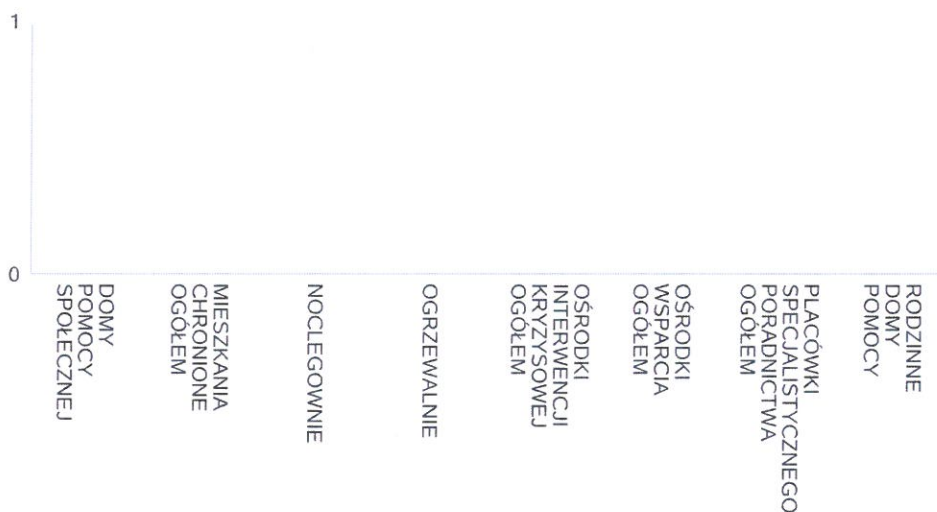 1
0
DOMY
POMOCY
SPOŁECZNEJ
MIESZKANIA
CHRONIONE
OGÓŁEM
NOCLEGOWNIE
OGRZEWALNIE
OŚRODKI
INTERWENCJI
KRYZYSOWEJ
OGÓŁEM
OŚRODKI
WSPARCIA
OGÓŁEM
PLACÓWKI
SPECJALISTYCZNEGO
PORADNICTWA
OGÓŁEM
RODZINNE
DOMY
POMOCY